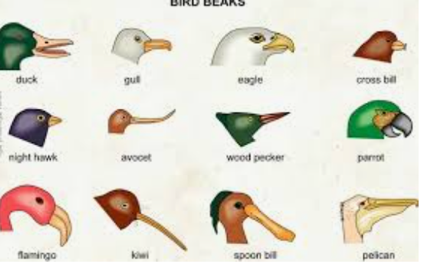 BIRD BEAKS
duck gull eagle cross bill
night hawk avocet wood pecker parrot
flamingo kiwi spoon bill pelican